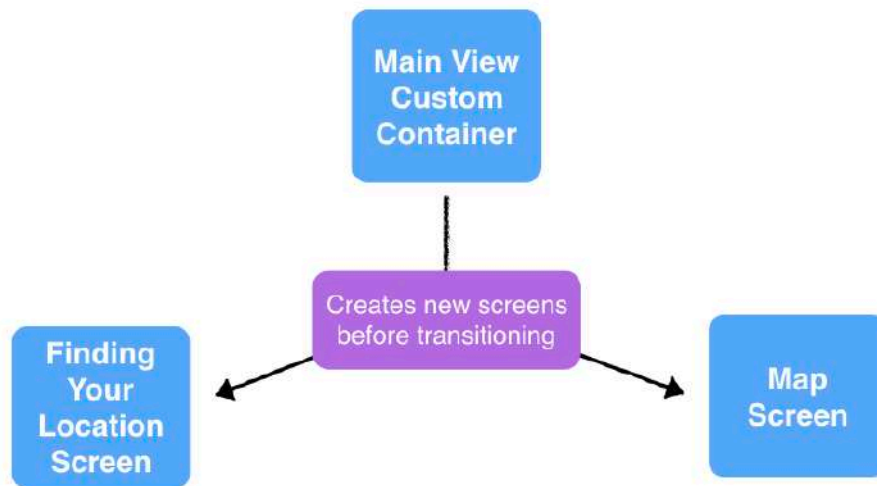 Main View
Custom
Container
Creates new screens
before transitioning
Finding
Your
Location
Screen
Map
Screen